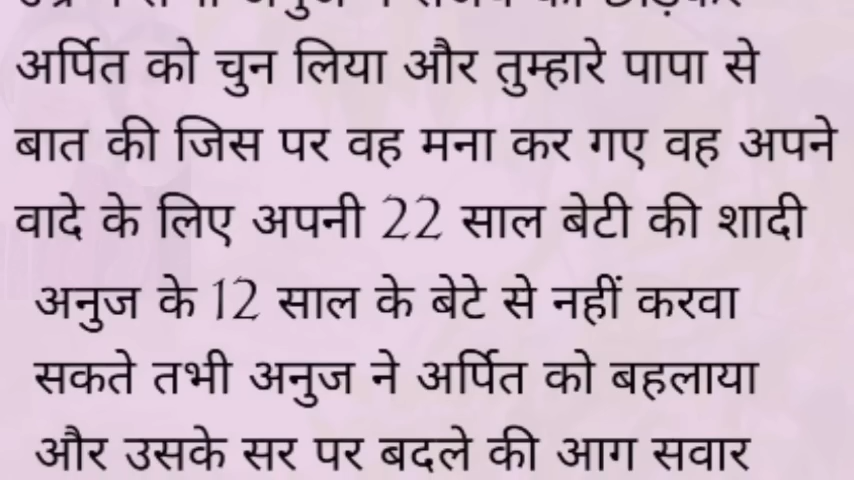 अर्पित को चुन लिया और तुम्हारे पापा से
बात की जिस पर वह मना कर गए वह अपने
वादे के लिए अपनी 22 साल बेटी की शादी
अनुज के 12 साल के बेटे से नहीं करवा
सकते तभी अनुज ने अर्पित को बहलाया
और उसके सर पर बदले की आग सवार